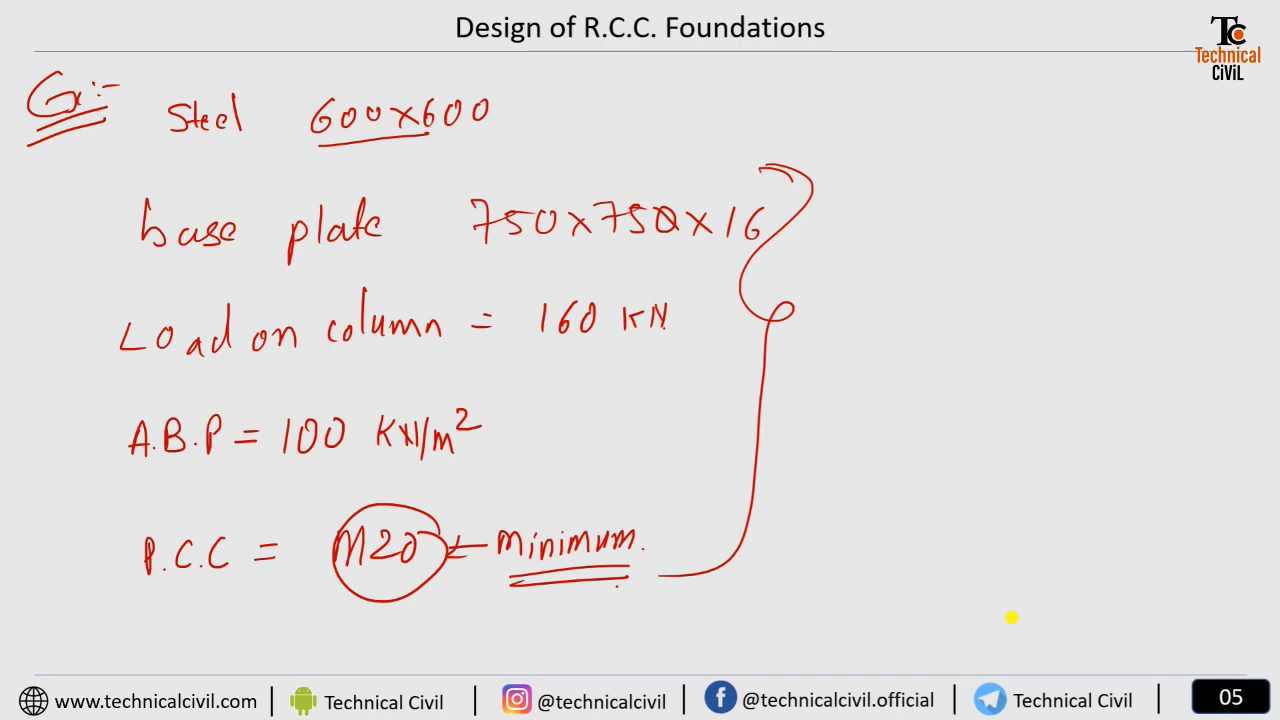 Design of R.C.C. Foundations
Tc
Technical
CiViL
Ex:-
Steel 600x600
base plate 750x750x16
Load on column = 160 KN
A.B.P = 100 KN/m²
P.C.C = M20 ← minimum.
www.technicalcivil.com | Technical Civil | @technicalcivil | @technicalcivil.official | Technical Civil | 05